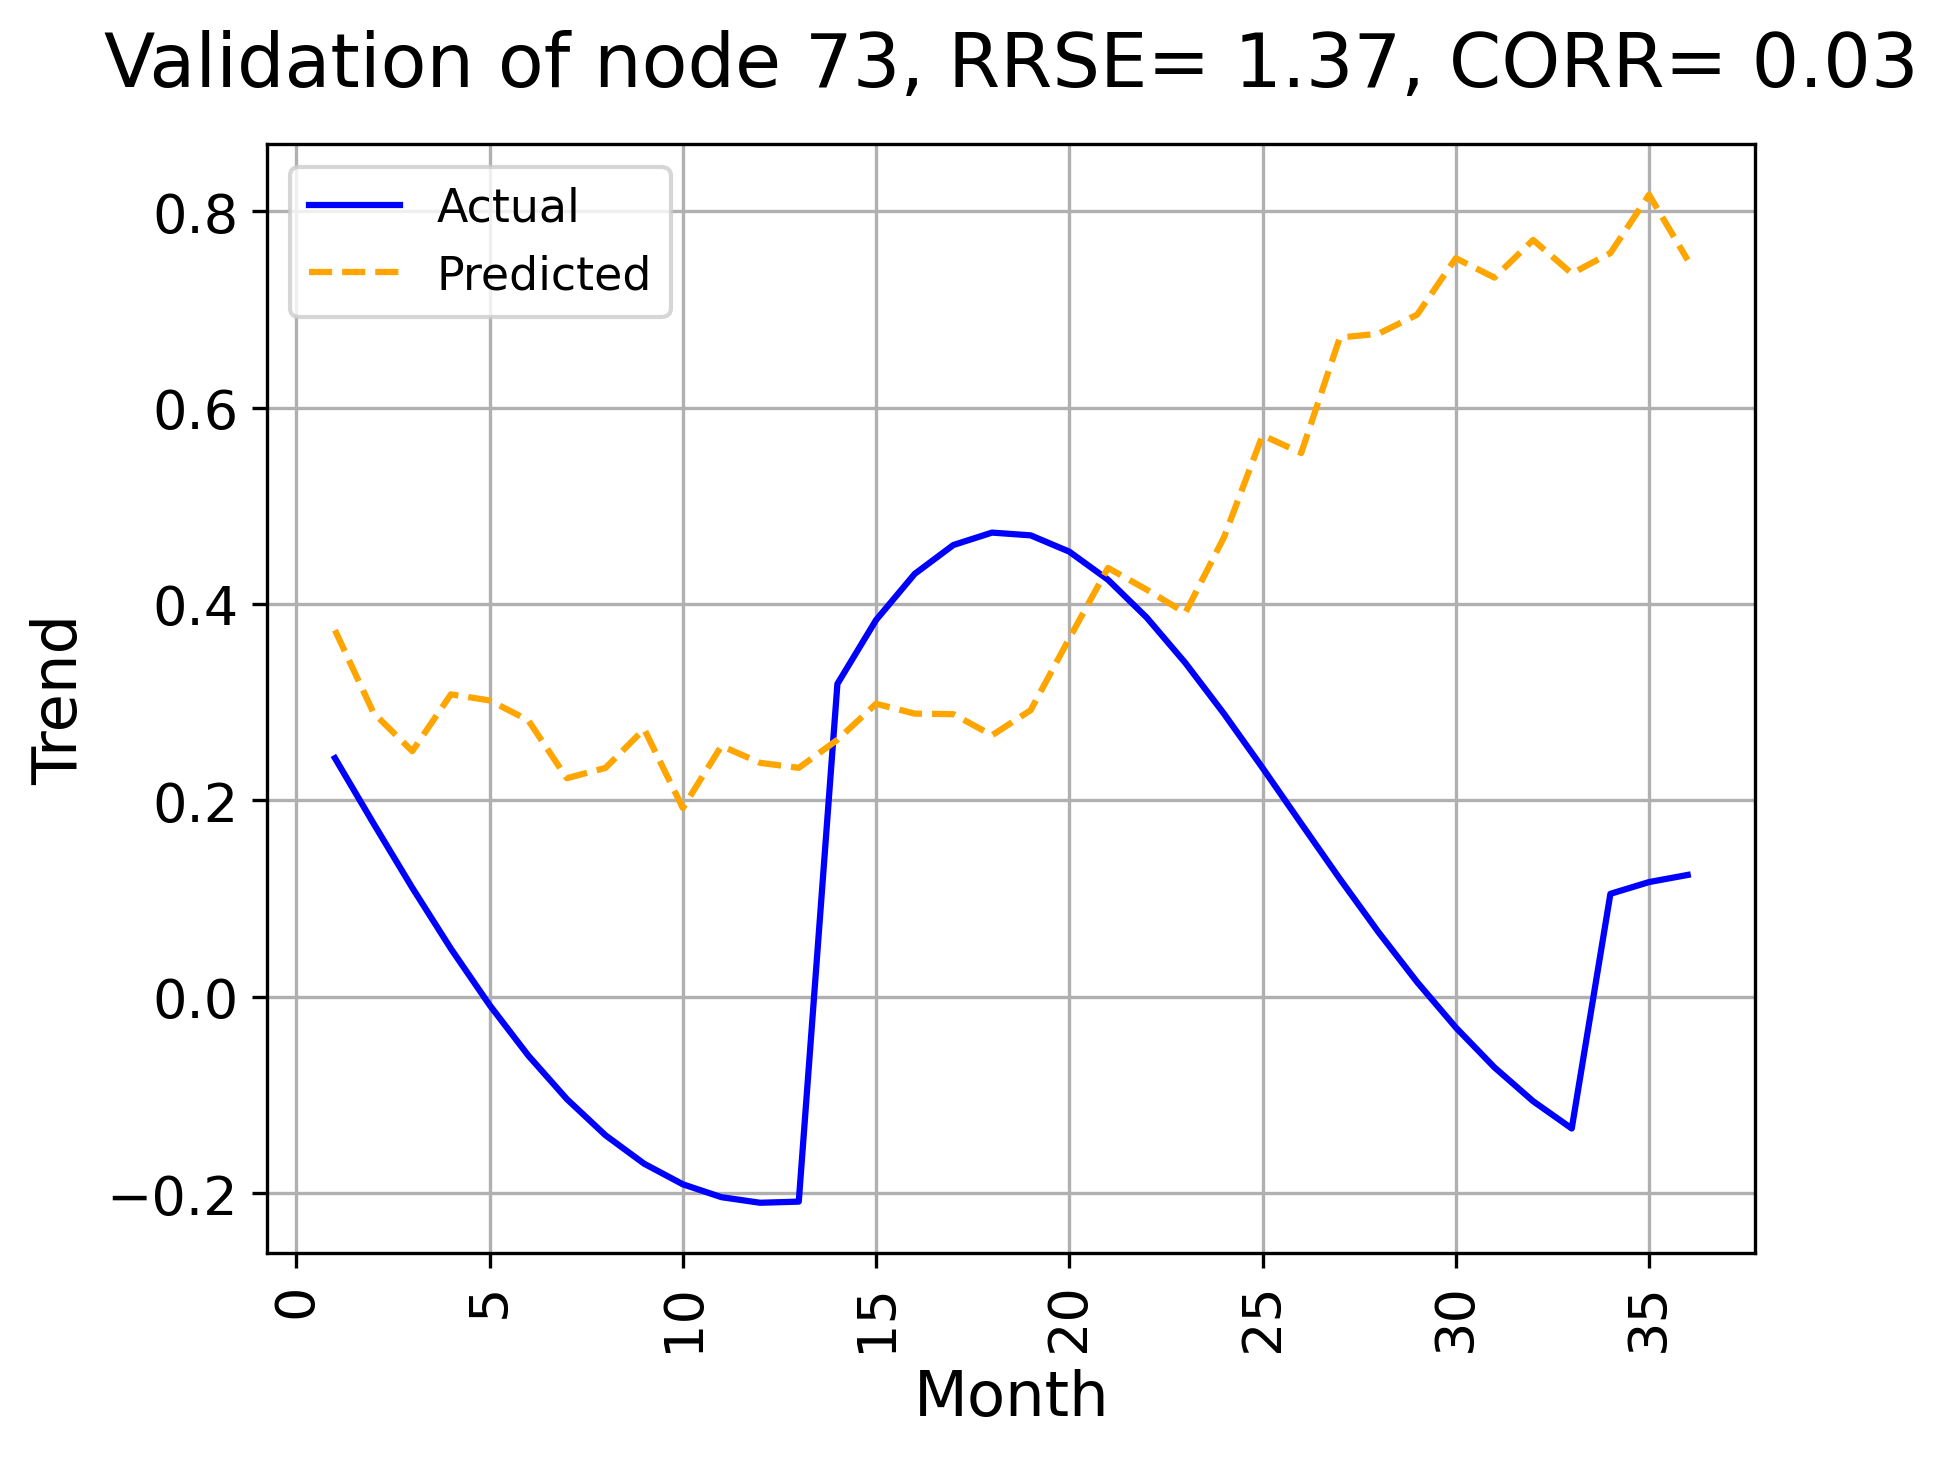 Validation of node 73, RRSE= 1.37, CORR= 0.03
Actual
Predicted
0.8
0.6
0.4
0.2
0.0
−0.2
Trend
0
5
10
15
20
25
30
35
Month